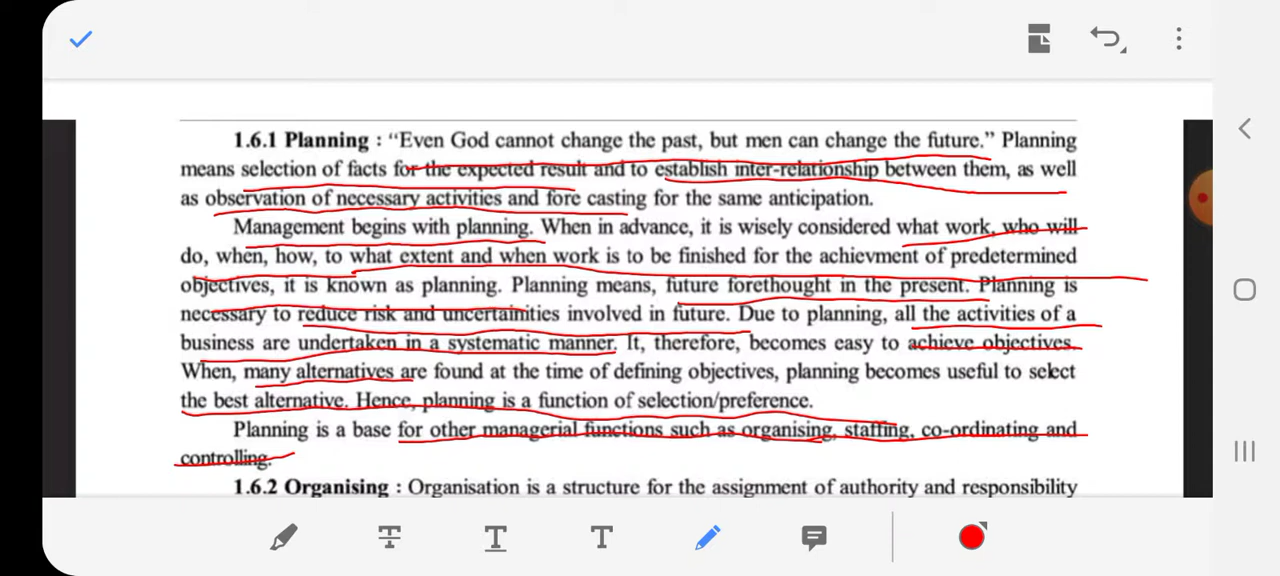 1.6.1 Planning : “Even God cannot change the past, but men can change the future.” Planning
means selection of facts for the expected result and to establish inter-relationship between them, as well
as observation of necessary activities and fore casting for the same anticipation.
Management begins with planning. When in advance, it is wisely considered what work, who will
do, when, how, to what extent and when work is to be finished for the achievment of predetermined
objectives, it is known as planning. Planning means, future forethought in the present. Planning is
necessary to reduce risk and uncertainities involved in future. Due to planning, all the activities of a
business are undertaken in a systematic manner. It, therefore, becomes easy to achieve objectives.
When, many alternatives are found at the time of defining objectives, planning becomes useful to select
the best alternative. Hence, planning is a function of selection/preference.
Planning is a base for other managerial functions such as organising, staffing, co-ordinating and
controlling.
1.6.2 Organising : Organisation is a structure for the assignment of authority and responsibility
T T T